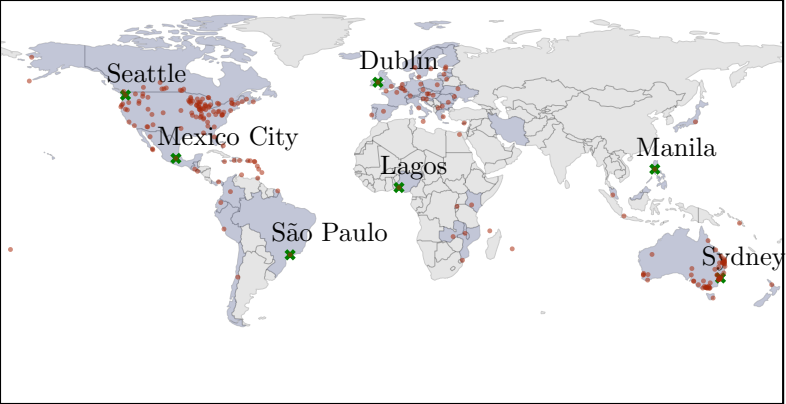 Dublin
Seattle
Mexico City
Manila
Lagos
São Paulo
Sydney